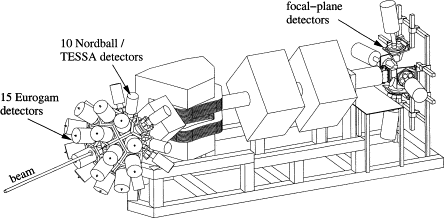 focal-plane
detectors
10 Nordball /
TESSA detectors
15 Eurogam
detectors
beam